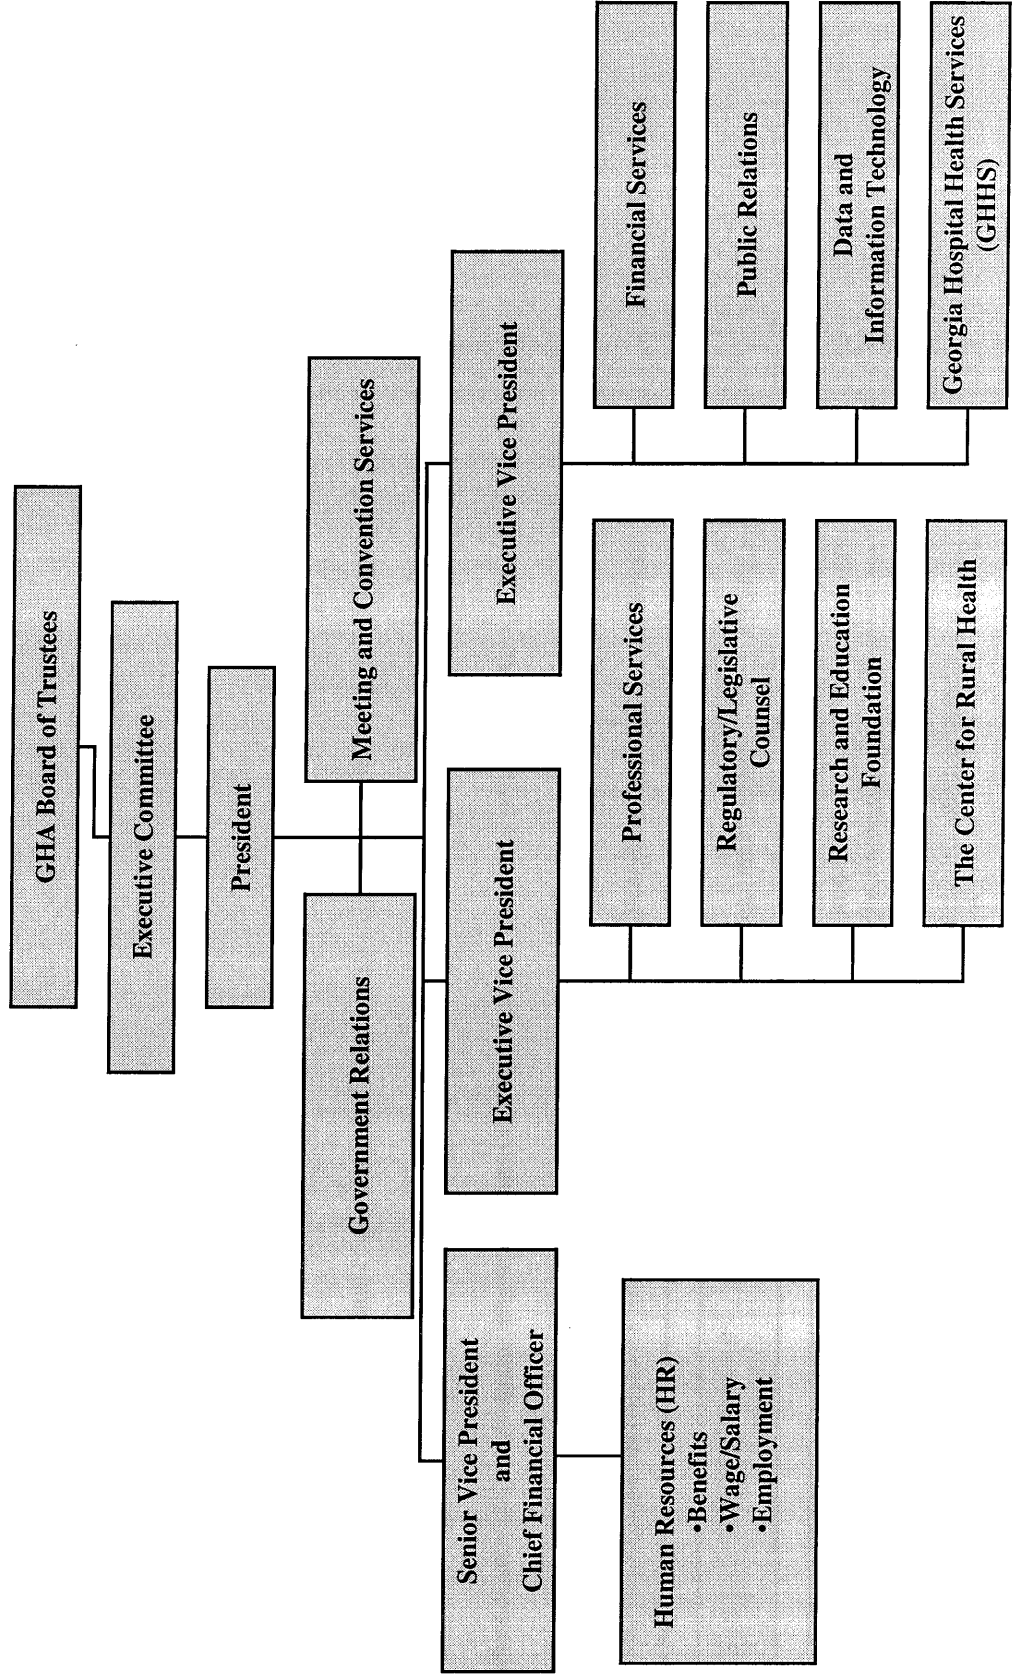 GHA Board of Trustees
Executive Committee
President
Government Relations
Meeting and Convention Services
Senior Vice President
and
Chief Financial Officer
Executive Vice President
Executive Vice President
Human Resources (HR)
•Benefits
•Wage/Salary
•Employment
Professional Services
Regulatory/Legislative
Counsel
Research and Education
Foundation
The Center for Rural Health
Financial Services
Public Relations
Data and
Information Technology
Georgia Hospital Health Services
(GHHS)